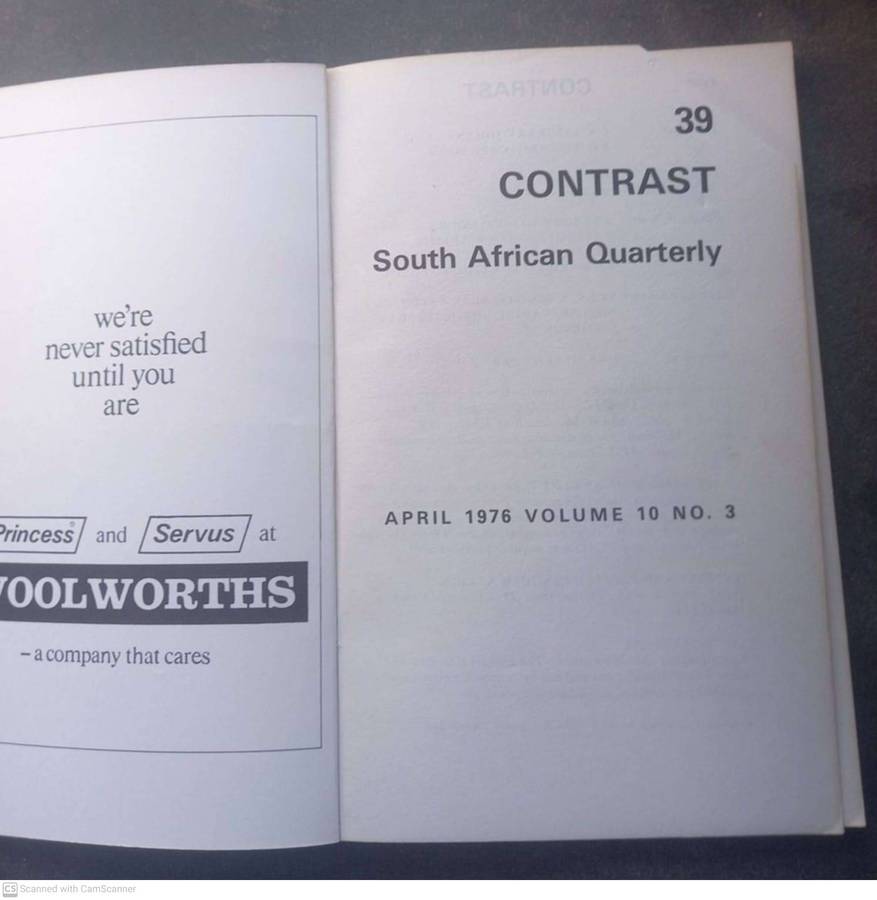 we're
never satisfied
until you
are
Princess® and Servus at
WOOLWORTHS
– a company that cares
39
CONTRAST
South African Quarterly
APRIL 1976 VOLUME 10 NO. 3
CS Scanned with CamScanner